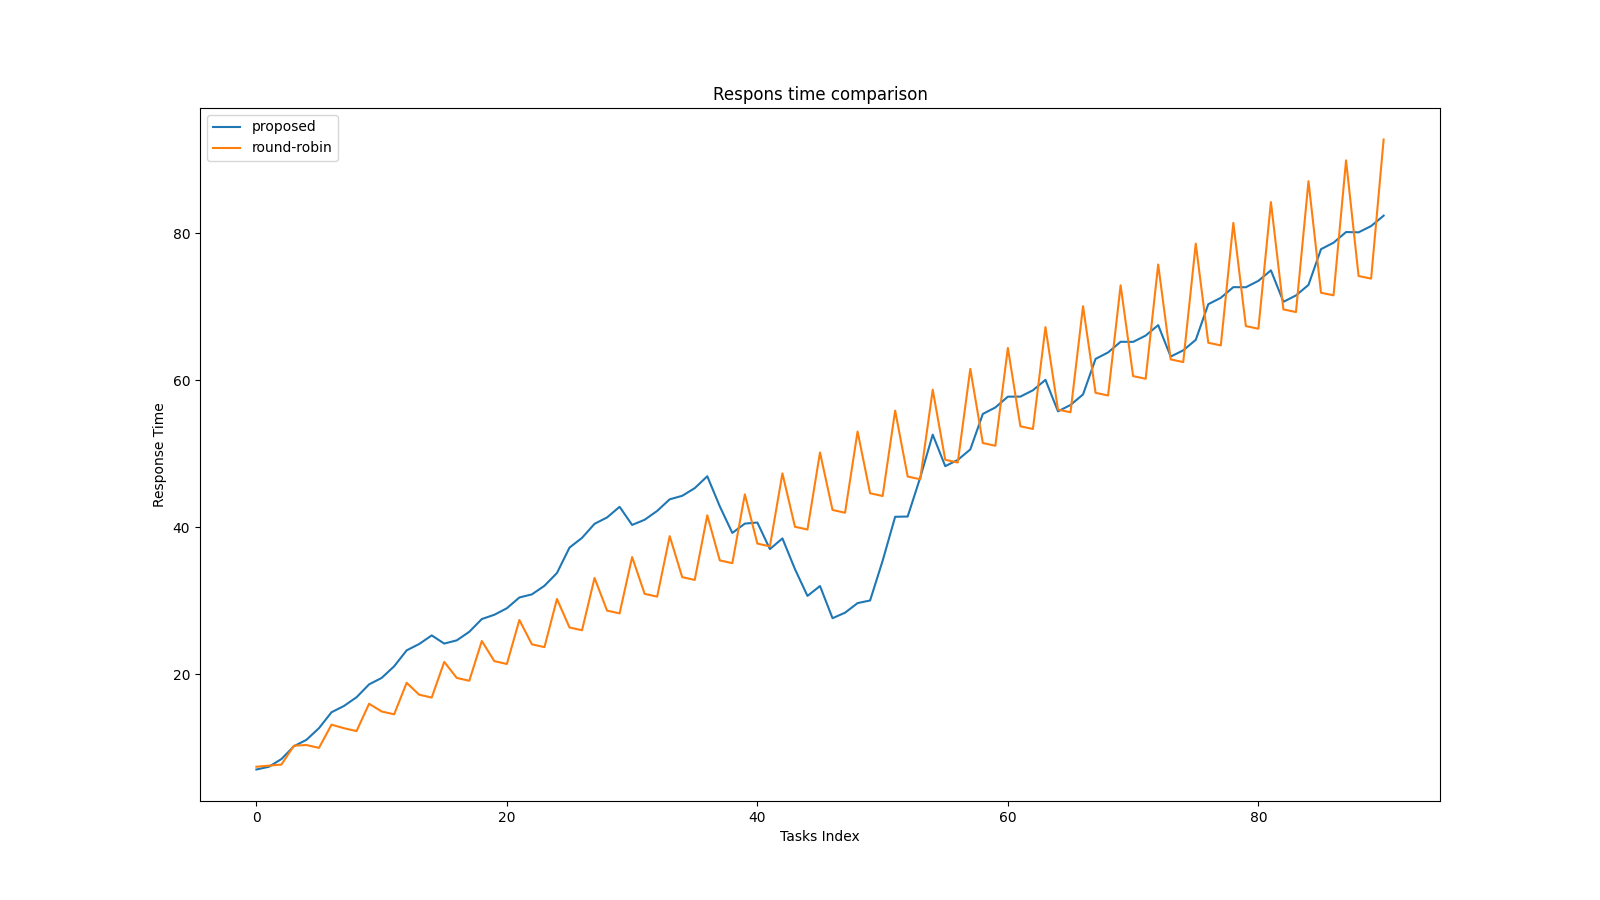 Respons time comparison
proposed
round-robin
Response Time
80
60
40
20
0 20 40 60 80
Tasks Index